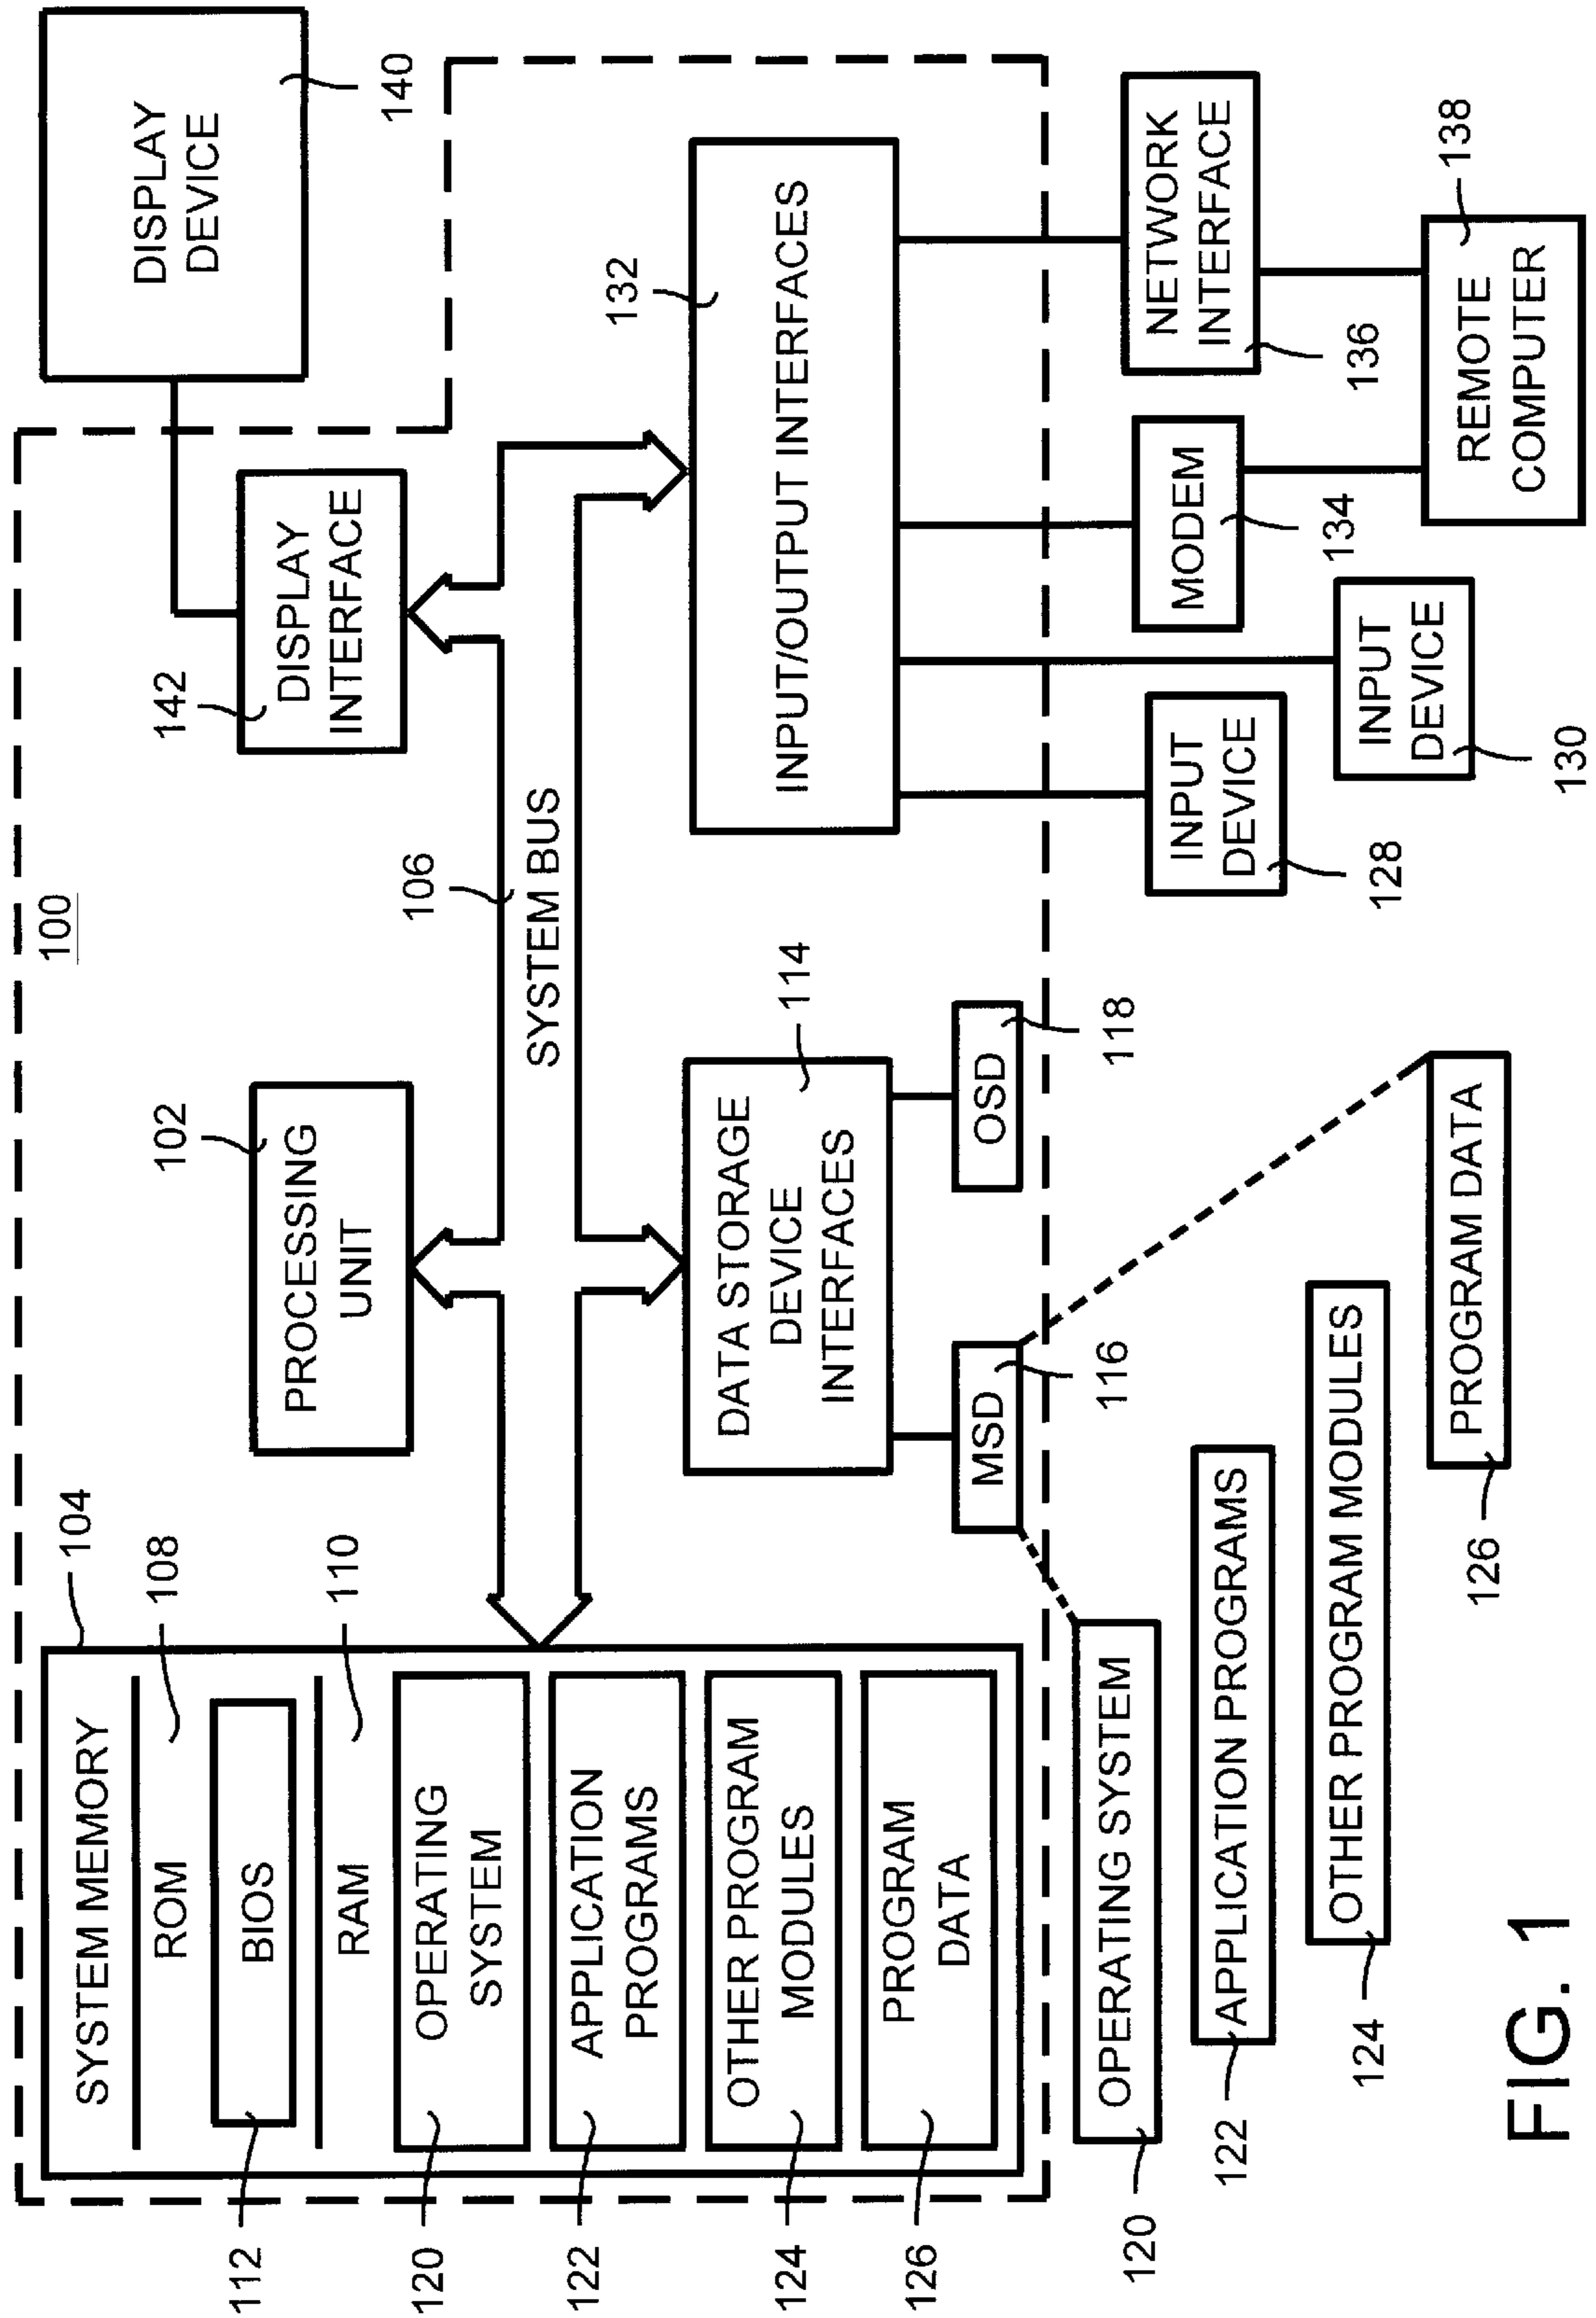 100
SYSTEM MEMORY
104
ROM
108
BIOS
112
RAM
110
OPERATING
SYSTEM
120
APPLICATION
PROGRAMS
122
OTHER PROGRAM
MODULES
124
PROGRAM
DATA
126
102
PROCESSING
UNIT
142
DISPLAY
INTERFACE
DISPLAY
DEVICE
140
106
SYSTEM BUS
DATA STORAGE
DEVICE
INTERFACES
114
132
INPUT/OUTPUT INTERFACES
MSD
116
OSD
118
OPERATING SYSTEM
120
APPLICATION PROGRAMS
122
OTHER PROGRAM MODULES
124
PROGRAM DATA
126
INPUT
DEVICE
128
INPUT
DEVICE
130
MODEM
134
NETWORK
INTERFACE
136
REMOTE
COMPUTER
138
FIG. 1